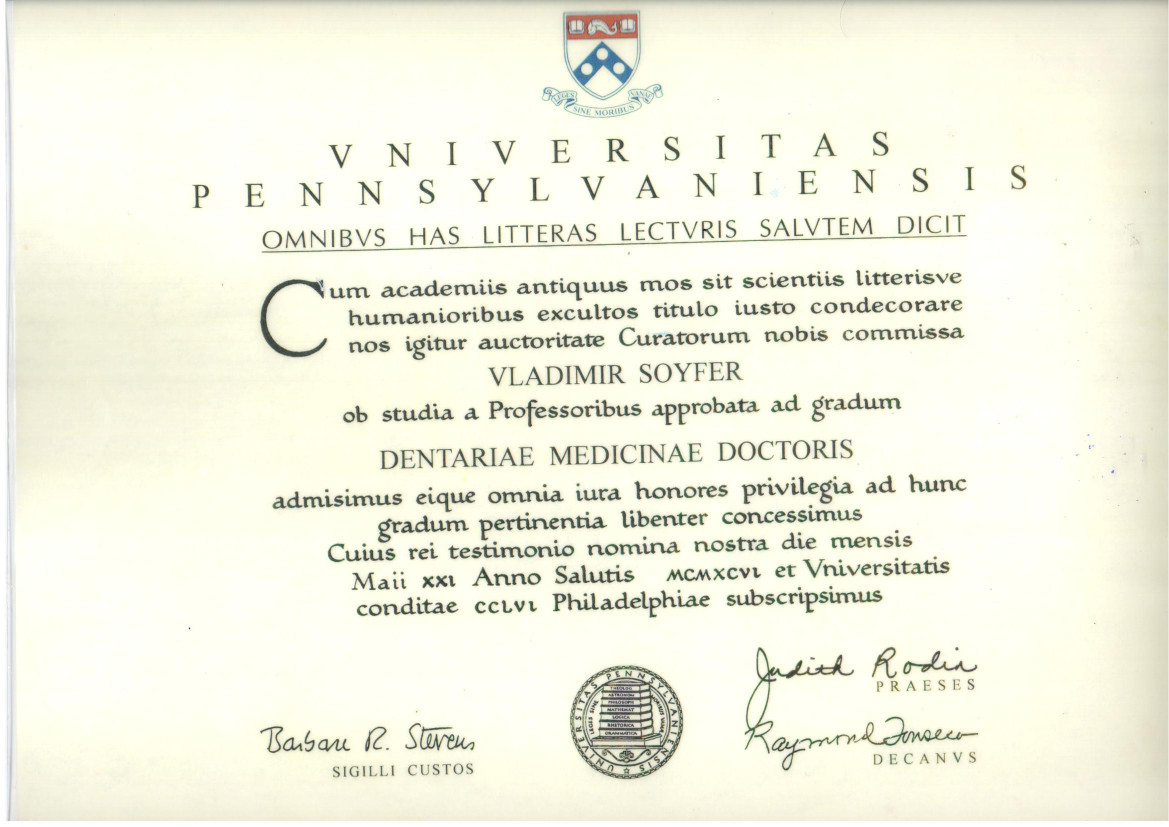 LEGES SINE MORIBUS VANAE
VNIVERSITAS
PENNSYLVANIENSIS
OMNIBVS HAS LITTERAS LECTVRIS SALVTEM DICIT
Cum academiis antiquus mos sit scientiis litterisve
humanioribus excultos titulo iusto condecorare
nos igitur auctoritate Curatorum nobis commissa
VLADIMIR SOYFER
ob studia a Professoribus approbata ad gradum
DENTARIAE MEDICINAE DOCTORIS
admisimus eique omnia iura honores privilegia ad hunc
gradum pertinentia libenter concessimus
Cuius rei testimonio nomina nostra die mensis
Maii XXI Anno Salutis MCMXCVI et Vniversitatis
conditae CCLVI Philadelphiae subscripsimus
Judith Rodin
PRAESES
Barbara R. Stevens
SIGILLI CUSTOS
UNIVERSITAS PENNSYLVANIENSIS
LEGES SINE MORIBUS VANAE
THEOLOG
ASTRONOM
PHILOSOPH
MATHEMAT
LOGICA
RHETORICA
GRAMMATICA
Raymond Fonseca
DECANVS